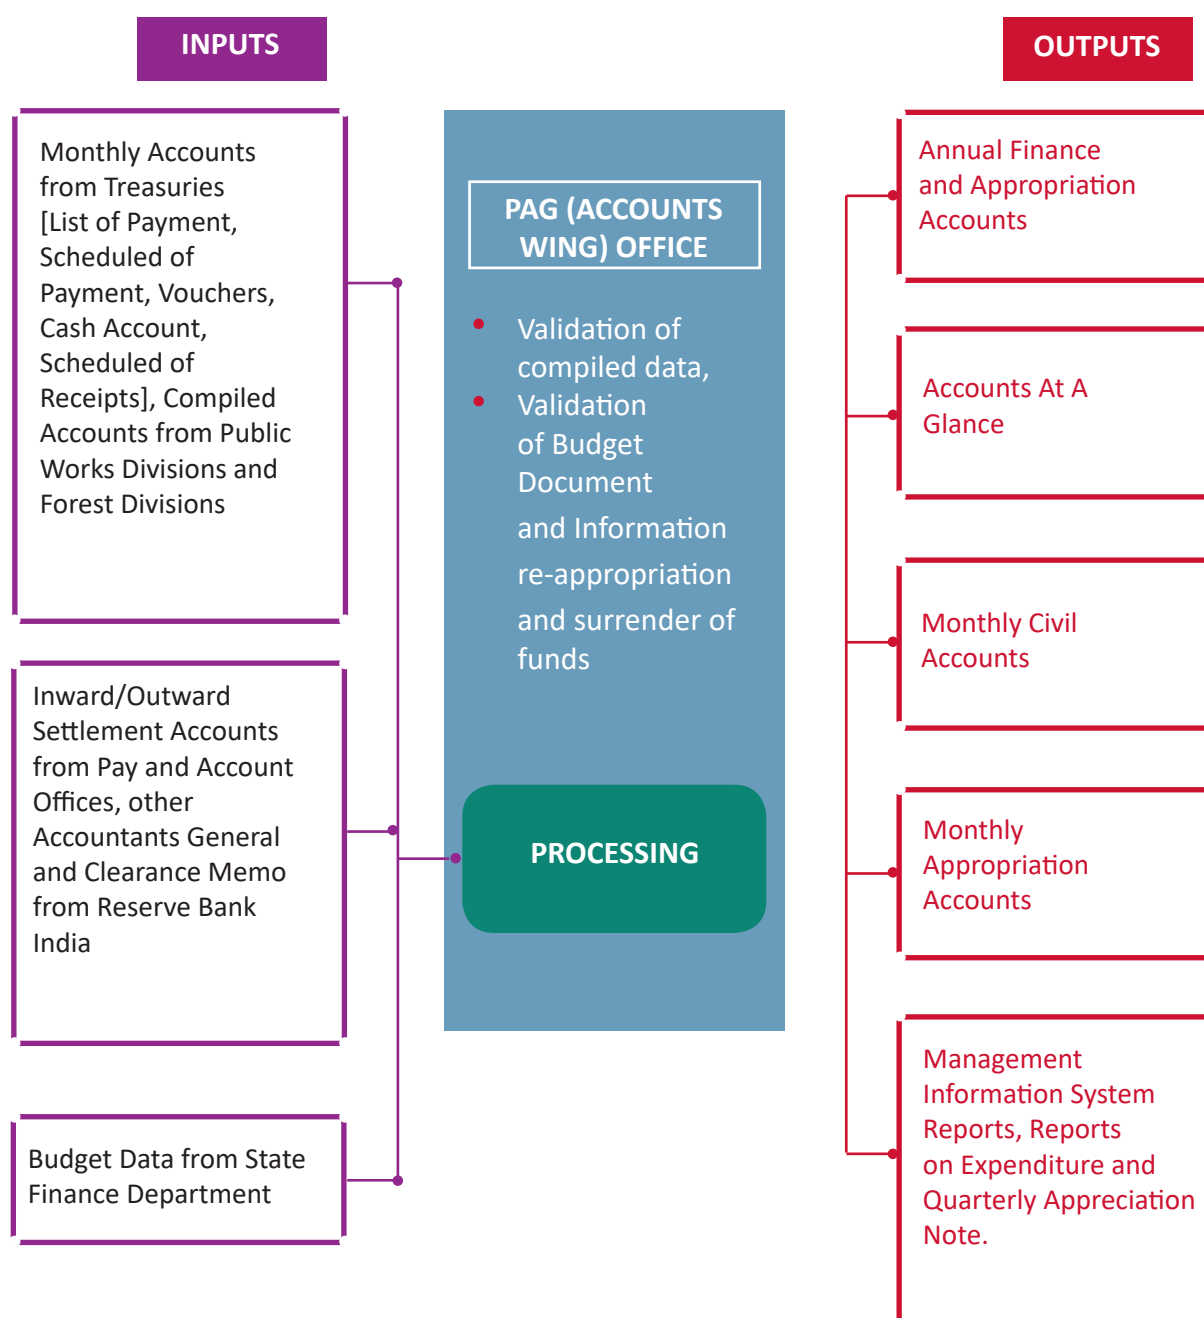 INPUTS
Monthly Accounts
from Treasuries
[List of Payment,
Scheduled of
Payment, Vouchers,
Cash Account,
Scheduled of
Receipts], Compiled
Accounts from Public
Works Divisions and
Forest Divisions
Inward/Outward
Settlement Accounts
from Pay and Account
Offices, other
Accountants General
and Clearance Memo
from Reserve Bank
India
Budget Data from State
Finance Department
PAG (ACCOUNTS
WING) OFFICE
• Validation of
compiled data,
• Validation
of Budget
Document
and Information
re-appropriation
and surrender of
funds
PROCESSING
OUTPUTS
Annual Finance
and Appropriation
Accounts
Accounts At A
Glance
Monthly Civil
Accounts
Monthly
Appropriation
Accounts
Management
Information System
Reports, Reports
on Expenditure and
Quarterly Appreciation
Note.